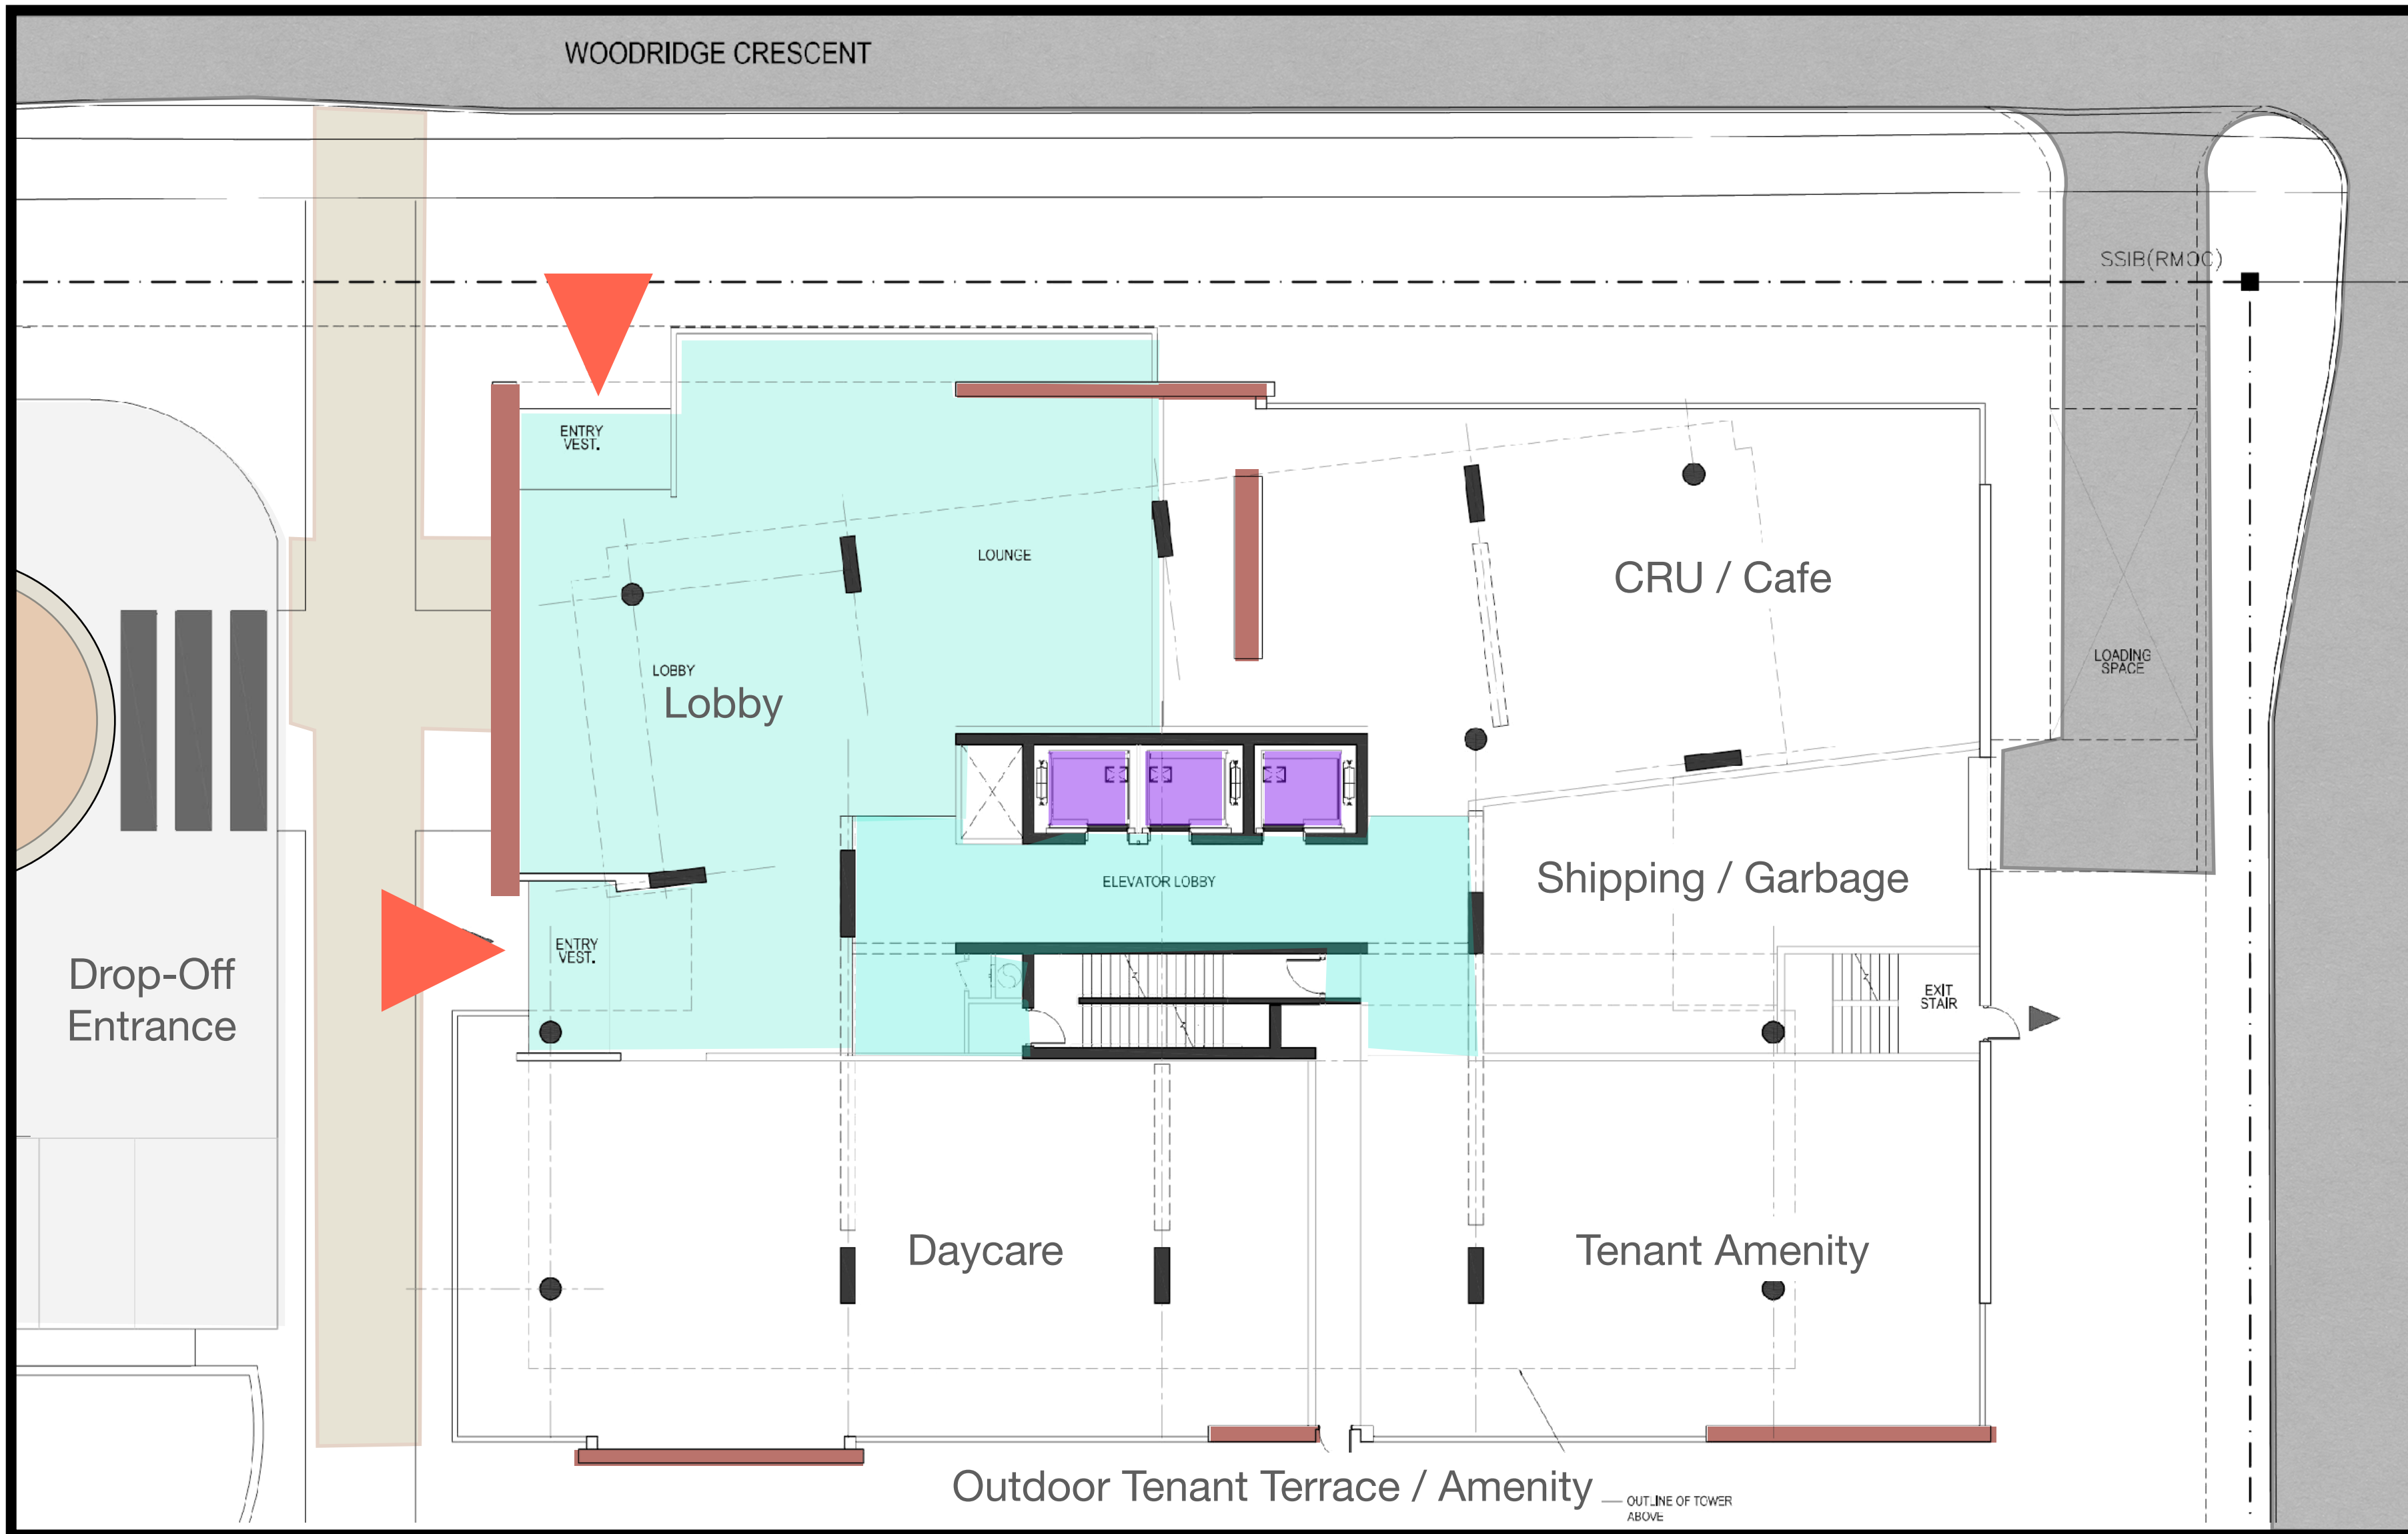 WOODRIDGE CRESCENT
SSIB(RMOC)
ENTRY
VEST.
LOUNGE
CRU / Cafe
LOBBY
Lobby
LOADING
SPACE
ELEVATOR LOBBY
Shipping / Garbage
ENTRY
VEST.
Drop-Off
Entrance
EXIT
STAIR
Daycare
Tenant Amenity
Outdoor Tenant Terrace / Amenity
OUTLINE OF TOWER
ABOVE